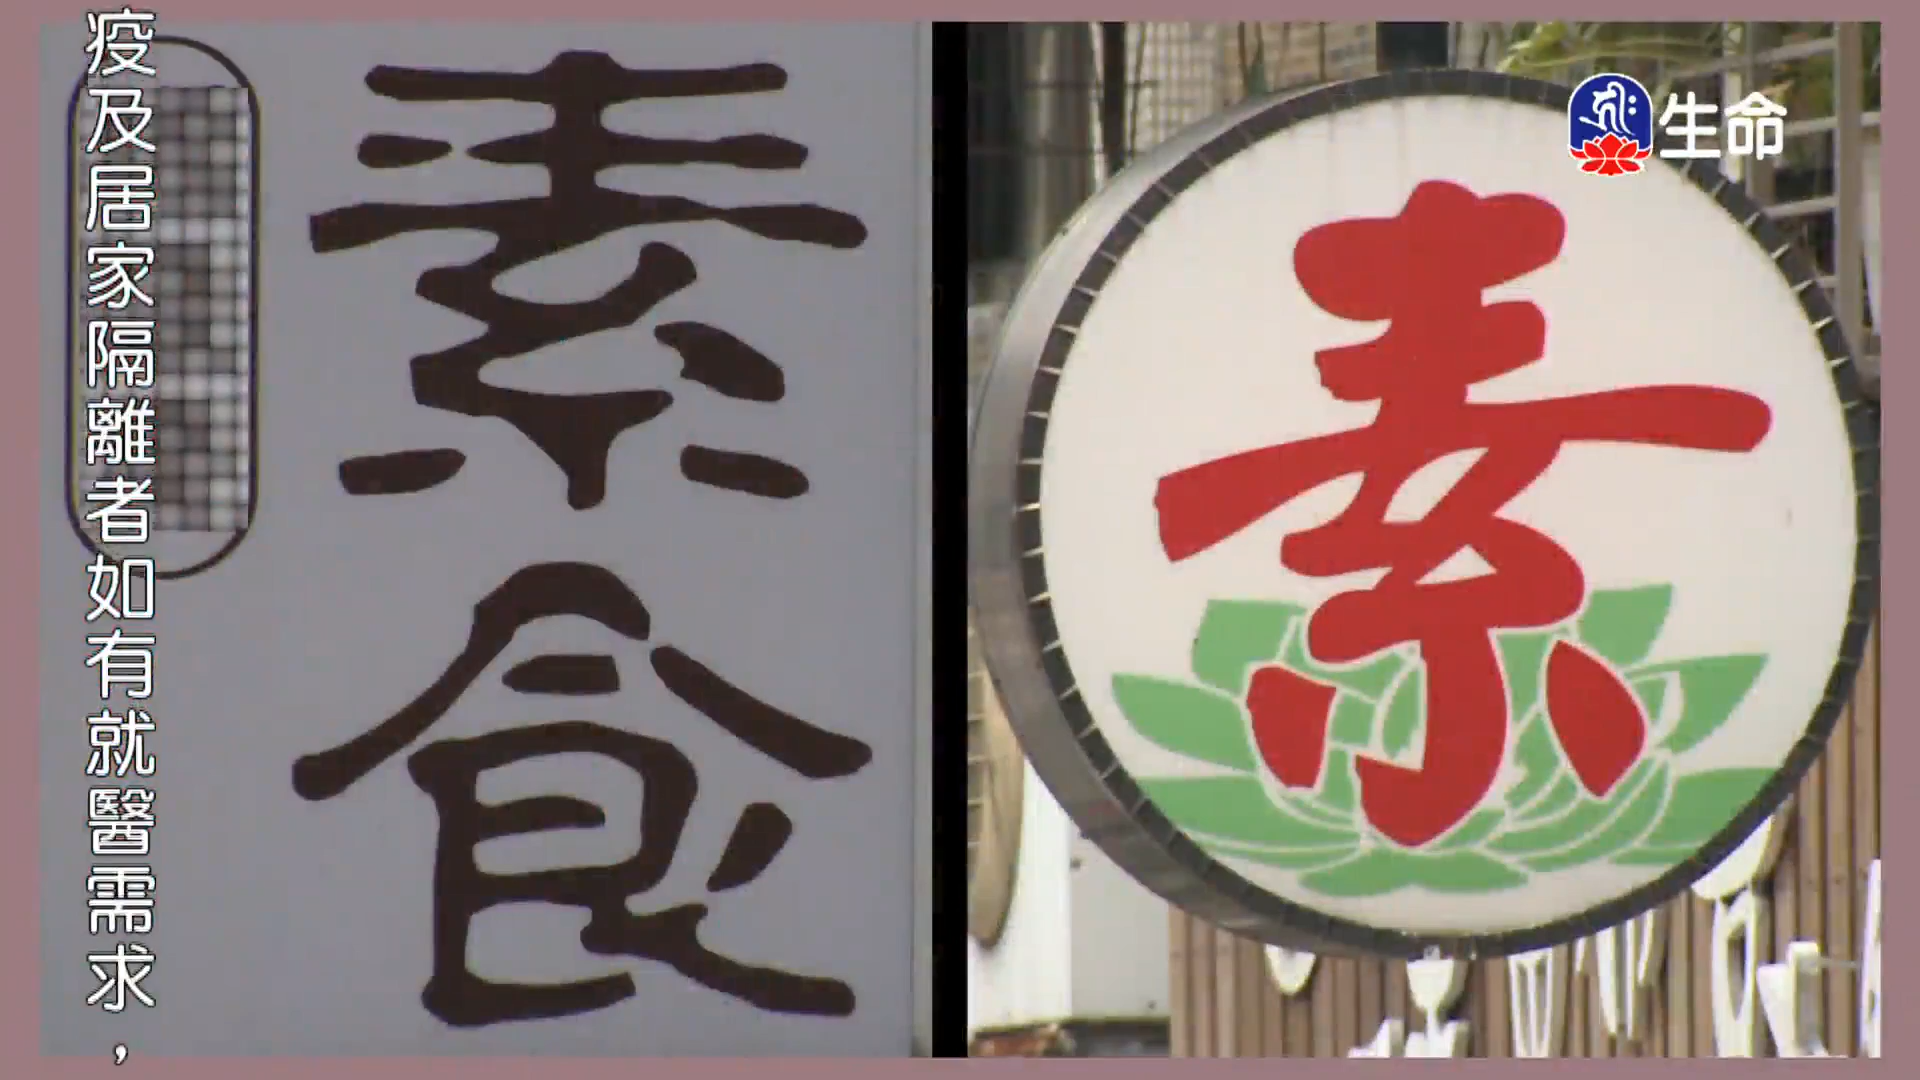 疫及居家隔離者如有就醫需求，
素食
素
生命